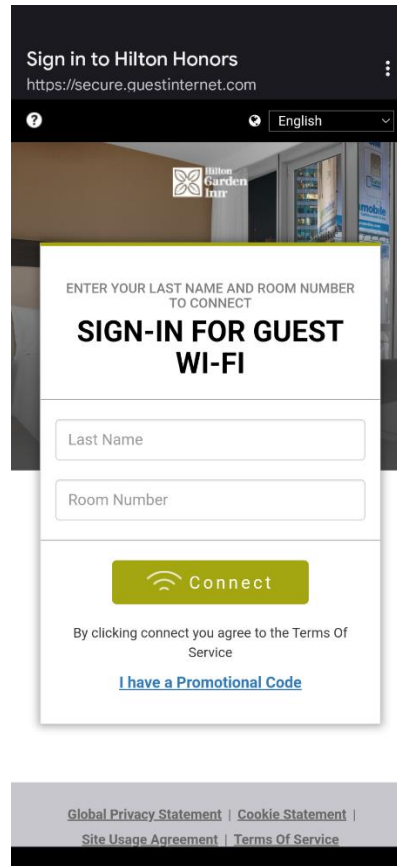 Sign in to Hilton Honors
https://secure.guestinternet.com
English
Hilton
Garden
Inn
mobile
ENTER YOUR LAST NAME AND ROOM NUMBER
TO CONNECT
SIGN-IN FOR GUEST
WI-FI
Last Name
Room Number
Connect
By clicking connect you agree to the Terms Of
Service
I have a Promotional Code
Global Privacy Statement | Cookie Statement |
Site Usage Agreement | Terms Of Service